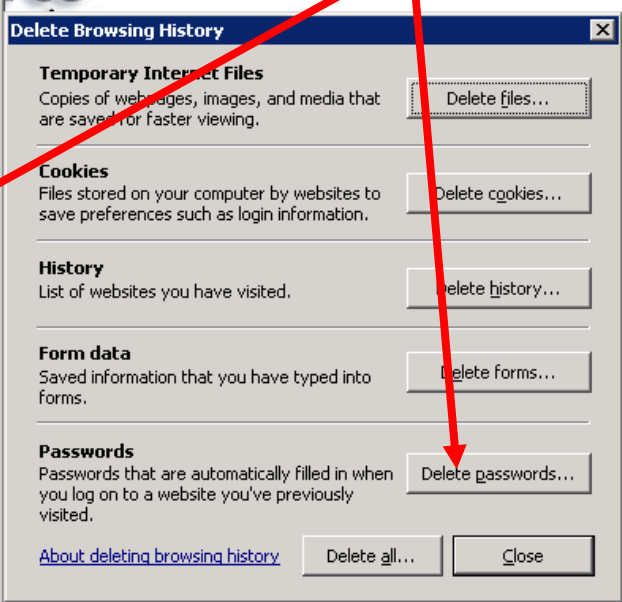 Delete Browsing History
Temporary Internet Files
Copies of webpages, images, and media that
are saved for faster viewing.
Delete files...
Cookies
Files stored on your computer by websites to
save preferences such as login information.
Delete cookies...
History
List of websites you have visited.
Delete history...
Form data
Saved information that you have typed into
forms.
Delete forms...
Passwords
Passwords that are automatically filled in when
you log on to a website you've previously
visited.
Delete passwords...
About deleting browsing history
Delete all...
Close